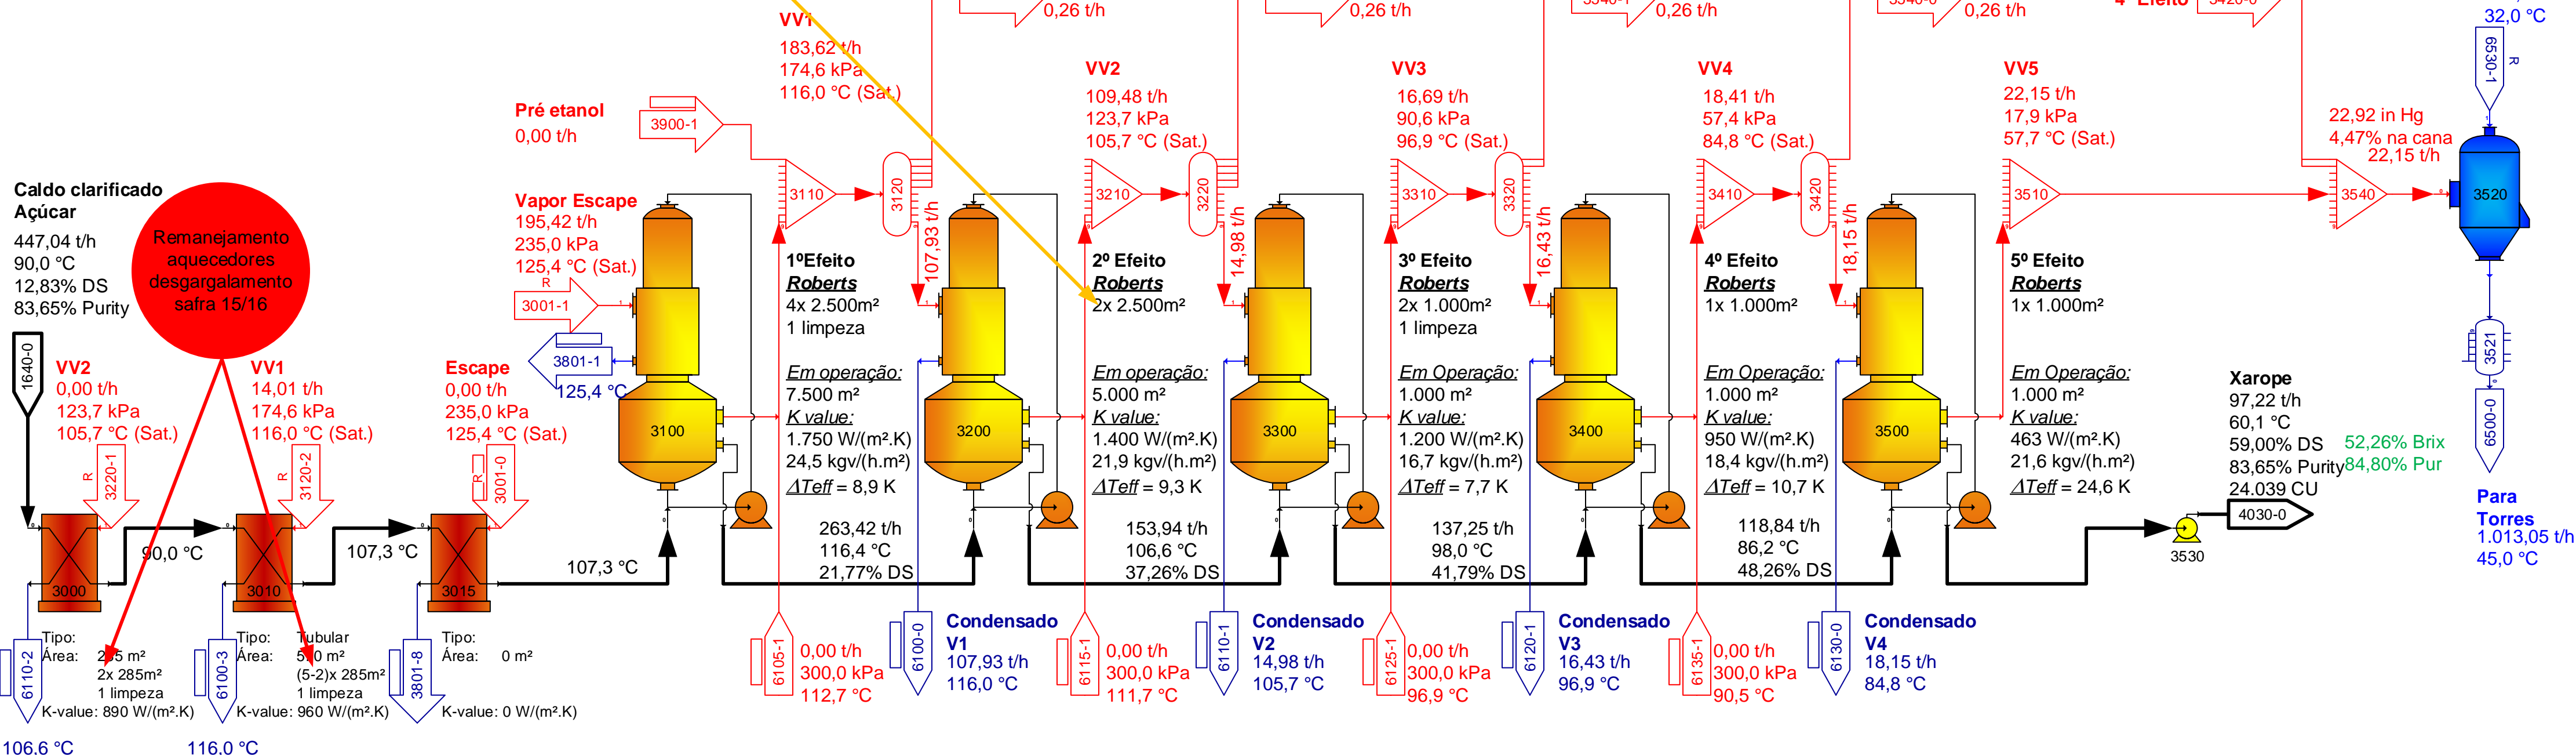 VV1
183,62 t/h
174,6 kPa
116,0 °C (Sat.)
0,26 t/h
0,26 t/h
0,26 t/h
0,26 t/h
4º Efeito
3420-0
32,0 °C
6530-1
R
Pré etanol
0,00 t/h
3900-1
VV2
109,48 t/h
123,7 kPa
105,7 °C (Sat.)
VV3
16,69 t/h
90,6 kPa
96,9 °C (Sat.)
VV4
18,41 t/h
57,4 kPa
84,8 °C (Sat.)
VV5
22,15 t/h
17,9 kPa
57,7 °C (Sat.)
22,92 in Hg
4,47% na cana
22,15 t/h
3110
3120
3210
3220
3310
3320
3410
3420
3510
3540
3520
Caldo clarificado
Açúcar
447,04 t/h
90,0 °C
12,83% DS
83,65% Purity
Remanejamento
aquecedores
desgargalamento
safra 15/16
Vapor Escape
195,42 t/h
235,0 kPa
125,4 °C (Sat.)
R
3001-1
3801-1
125,4 °C
107,93 t/h
14,98 t/h
16,43 t/h
18,15 t/h
1ºEfeito
Roberts
4x 2.500m²
1 limpeza
Em operação:
7.500 m²
K value:
1.750 W/(m².K)
24,5 kgv/(h.m²)
ΔTeff = 8,9 K
2º Efeito
Roberts
2x 2.500m²
Em operação:
5.000 m²
K value:
1.400 W/(m².K)
21,9 kgv/(h.m²)
ΔTeff = 9,3 K
3º Efeito
Roberts
2x 1.000m²
1 limpeza
Em Operação:
1.000 m²
K value:
1.200 W/(m².K)
16,7 kgv/(h.m²)
ΔTeff = 7,7 K
4º Efeito
Roberts
1x 1.000m²
Em Operação:
1.000 m²
K value:
950 W/(m².K)
18,4 kgv/(h.m²)
ΔTeff = 10,7 K
5º Efeito
Roberts
1x 1.000m²
Em Operação:
1.000 m²
K value:
463 W/(m².K)
21,6 kgv/(h.m²)
ΔTeff = 24,6 K
3521
6500-0
Para
Torres
1.013,05 t/h
45,0 °C
Xarope
97,22 t/h
60,1 °C
59,00% DS
83,65% Purity
24.039 CU
52,26% Brix
84,80% Pur
4030-0
3530
1640-0
VV2
0,00 t/h
123,7 kPa
105,7 °C (Sat.)
R
3220-1
VV1
14,01 t/h
174,6 kPa
116,0 °C (Sat.)
R
3120-2
Escape
0,00 t/h
235,0 kPa
125,4 °C (Sat.)
R
3001-0
3100
3200
3300
3400
3500
3000
90,0 °C
3010
107,3 °C
3015
107,3 °C
263,42 t/h
116,4 °C
21,77% DS
153,94 t/h
106,6 °C
37,26% DS
137,25 t/h
98,0 °C
41,79% DS
118,84 t/h
86,2 °C
48,26% DS
6110-2
Tipo:
Área:
2x 285m²
1 limpeza
K-value: 890 W/(m².K)
106,6 °C
6100-3
Tipo: Tubular
Área:
(5-2)x 285m²
1 limpeza
K-value: 960 W/(m².K)
116,0 °C
3801-8
Tipo:
Área: 0 m²
K-value: 0 W/(m².K)
6105-1
0,00 t/h
300,0 kPa
112,7 °C
6100-0
Condensado
V1
107,93 t/h
116,0 °C
6115-1
0,00 t/h
300,0 kPa
111,7 °C
6110-1
Condensado
V2
14,98 t/h
105,7 °C
6125-1
0,00 t/h
300,0 kPa
96,9 °C
6120-1
Condensado
V3
16,43 t/h
96,9 °C
6135-1
0,00 t/h
300,0 kPa
90,5 °C
6130-0
Condensado
V4
18,15 t/h
84,8 °C